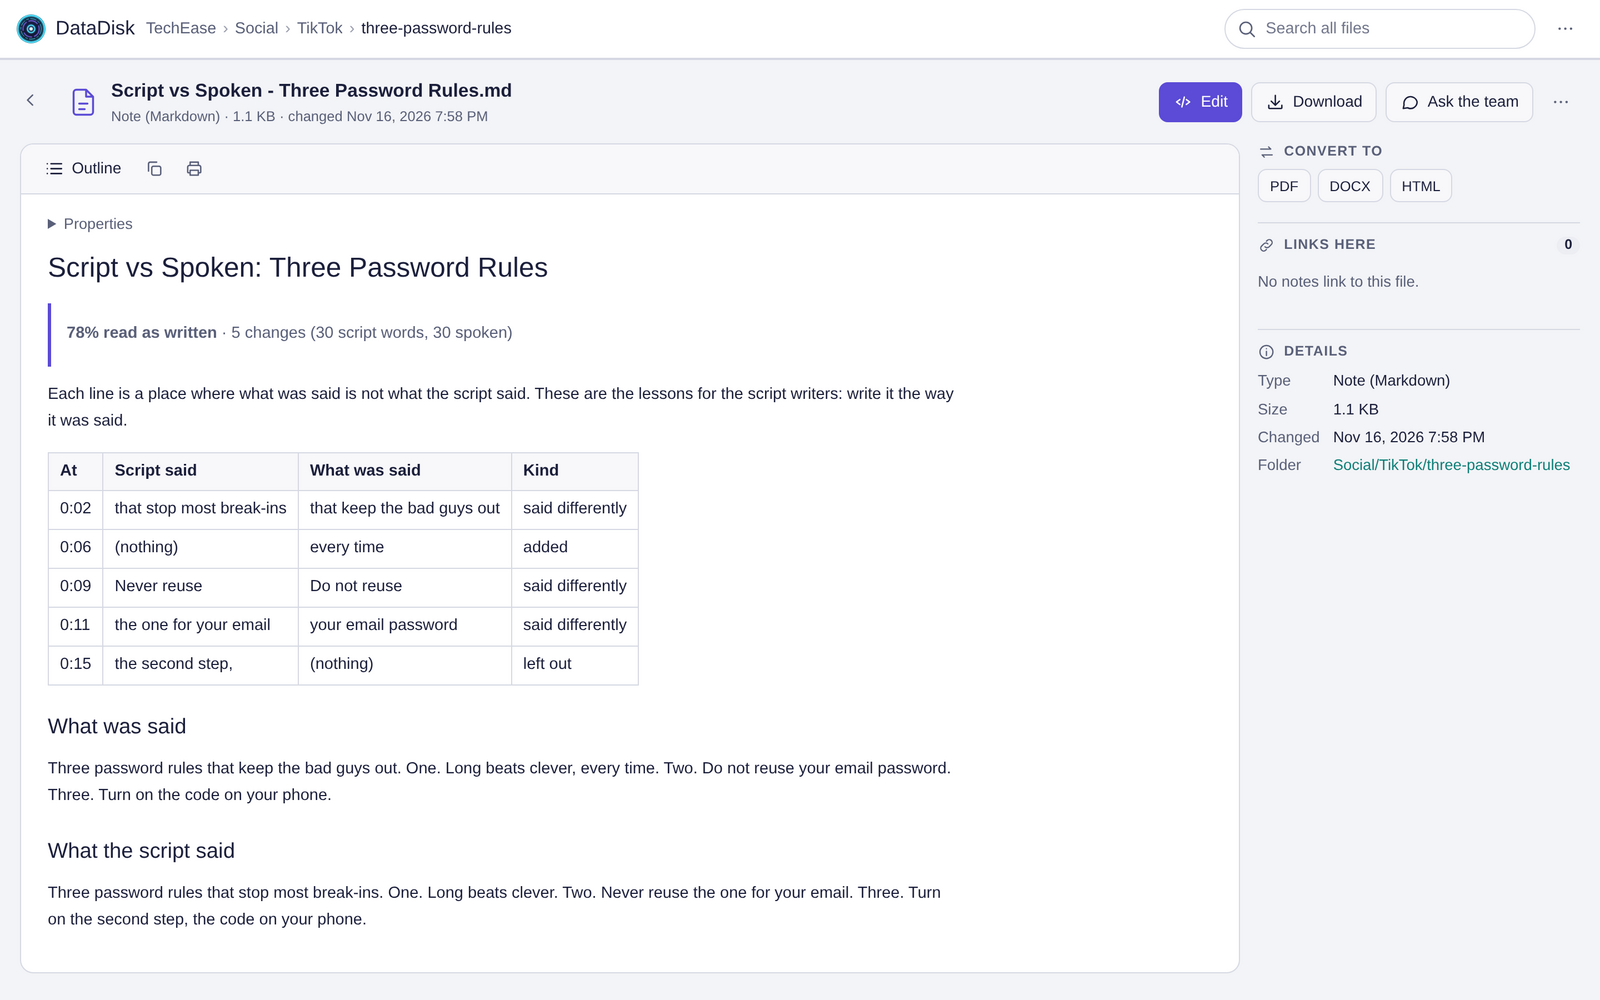 DataDisk TechEase › Social › TikTok › three-password-rules
Search all files
Script vs Spoken - Three Password Rules.md
Note (Markdown) · 1.1 KB · changed Nov 16, 2026 7:58 PM
Edit
Download
Ask the team
Outline
Properties
Script vs Spoken: Three Password Rules
78% read as written · 5 changes (30 script words, 30 spoken)
Each line is a place where what was said is not what the script said. These are the lessons for the script writers: write it the way
it was said.
At Script said What was said Kind
0:02 that stop most break-ins that keep the bad guys out said differently
0:06 (nothing) every time added
0:09 Never reuse Do not reuse said differently
0:11 the one for your email your email password said differently
0:15 the second step, (nothing) left out
What was said
Three password rules that keep the bad guys out. One. Long beats clever, every time. Two. Do not reuse your email password.
Three. Turn on the code on your phone.
What the script said
Three password rules that stop most break-ins. One. Long beats clever. Two. Never reuse the one for your email. Three. Turn
on the second step, the code on your phone.
CONVERT TO
PDF DOCX HTML
LINKS HERE 0
No notes link to this file.
DETAILS
Type Note (Markdown)
Size 1.1 KB
Changed Nov 16, 2026 7:58 PM
Folder Social/TikTok/three-password-rules